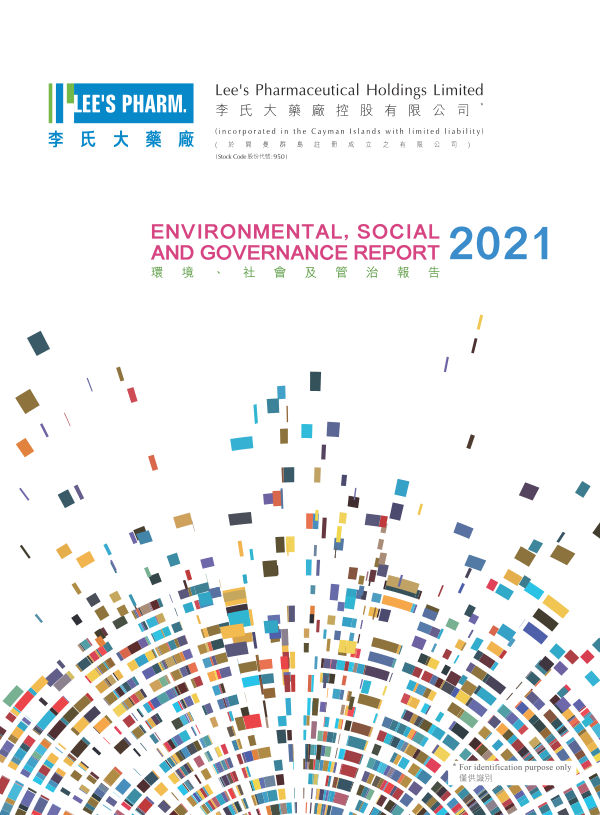 LEE'S PHARM.
李氏大藥廠
Lee's Pharmaceutical Holdings Limited
李氏大藥廠控股有限公司*
(incorporated in the Cayman Islands with limited liability)
(於開曼群島註冊成立之有限公司)
(Stock Code 股份代號: 950)
ENVIRONMENTAL, SOCIAL
AND GOVERNANCE REPORT 2021
環境、社會及管治報告
* For identification purpose only
僅供識別